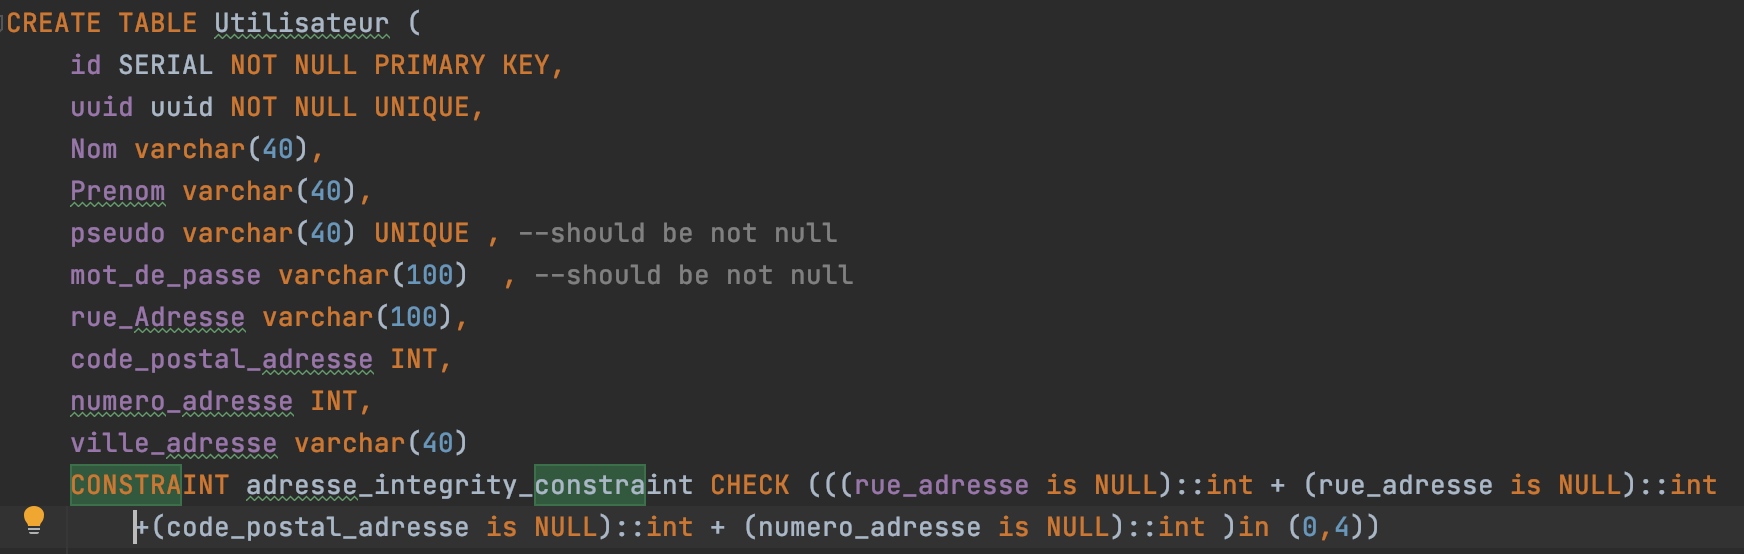 CREATE TABLE Utilisateur (
    id SERIAL NOT NULL PRIMARY KEY,
    uuid uuid NOT NULL UNIQUE,
    Nom varchar(40),
    Prenom varchar(40),
    pseudo varchar(40) UNIQUE , --should be not null
    mot_de_passe varchar(100)  , --should be not null
    rue_Adresse varchar(100),
    code_postal_adresse INT,
    numero_adresse INT,
    ville_adresse varchar(40)
    CONSTRAINT adresse_integrity_constraint CHECK (((rue_adresse is NULL)::int + (rue_adresse is NULL)::int
        +(code_postal_adresse is NULL)::int + (numero_adresse is NULL)::int )in (0,4))